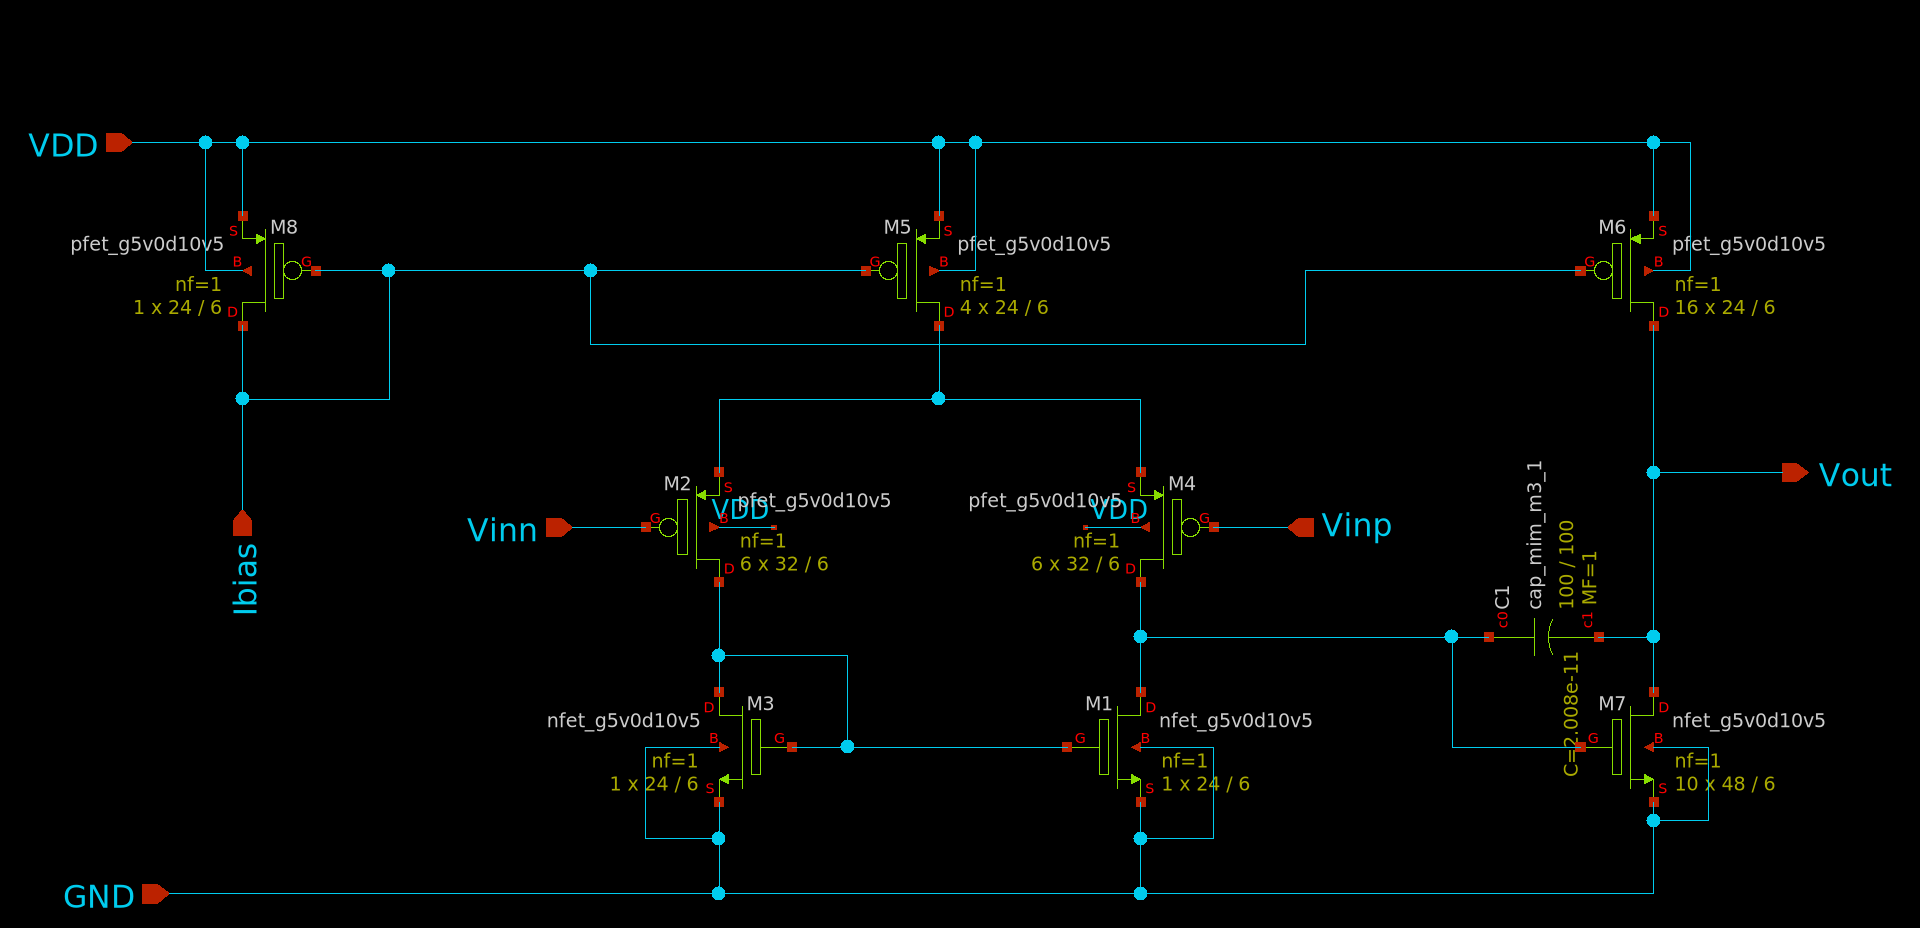 VDD
M8
S
pfet_g5v0d10v5
B
G
nf=1
1 x 24 / 6
D
M5
S
pfet_g5v0d10v5
G
B
nf=1
4 x 24 / 6
D
M6
S
pfet_g5v0d10v5
G
B
nf=1
16 x 24 / 6
D
Ibias
M2
S
pfet_g5v0d10v5
VDD
G
B
Vinn
nf=1
6 x 32 / 6
D
M4
S
pfet_g5v0d10v5
VDD
B
G
Vinp
nf=1
6 x 32 / 6
D
Vout
C1
c0
cap_mim_m3_1
100 / 100
MF=1
c1
C=2.008e-11
M3
D
nfet_g5v0d10v5
B
G
nf=1
1 x 24 / 6
S
M1
D
nfet_g5v0d10v5
G
B
nf=1
1 x 24 / 6
S
M7
D
nfet_g5v0d10v5
G
B
nf=1
10 x 48 / 6
S
GND